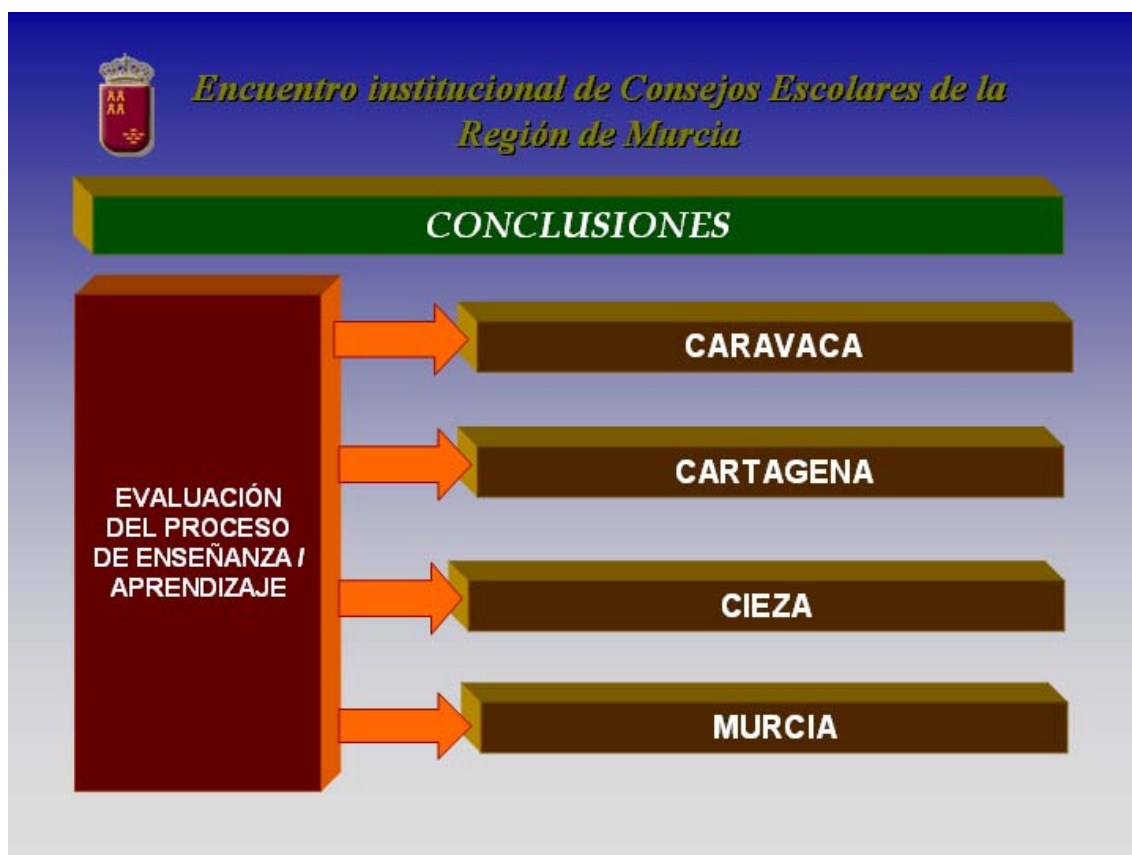 Encuentro institucional de Consejos Escolares de la
Región de Murcia
CONCLUSIONES
EVALUACIÓN
DEL PROCESO
DE ENSEÑANZA /
APRENDIZAJE
CARAVACA
CARTAGENA
CIEZA
MURCIA